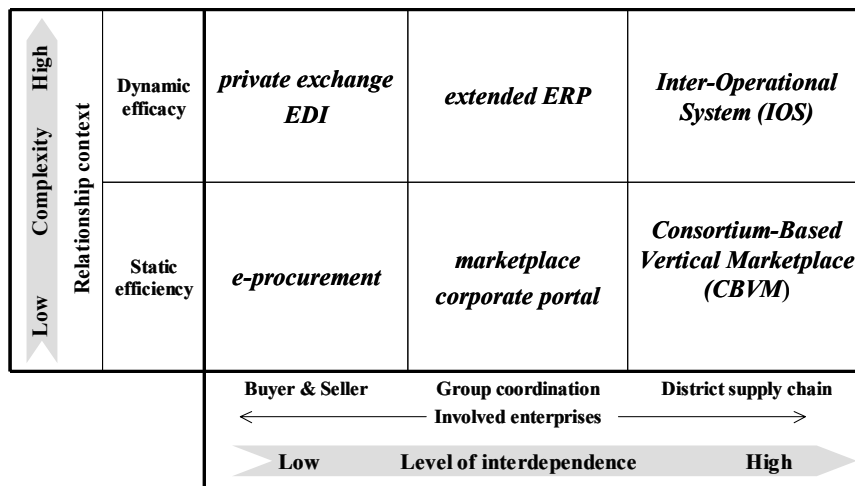 Low Complexity High
Relationship context
Dynamic
efficacy
private exchange
EDI
extended ERP
Inter-Operational
System (IOS)
Static
efficiency
e-procurement
marketplace
corporate portal
Consortium-Based
Vertical Marketplace
(CBVM)
Buyer & Seller
Group coordination
District supply chain
Involved enterprises
Low Level of interdependence High